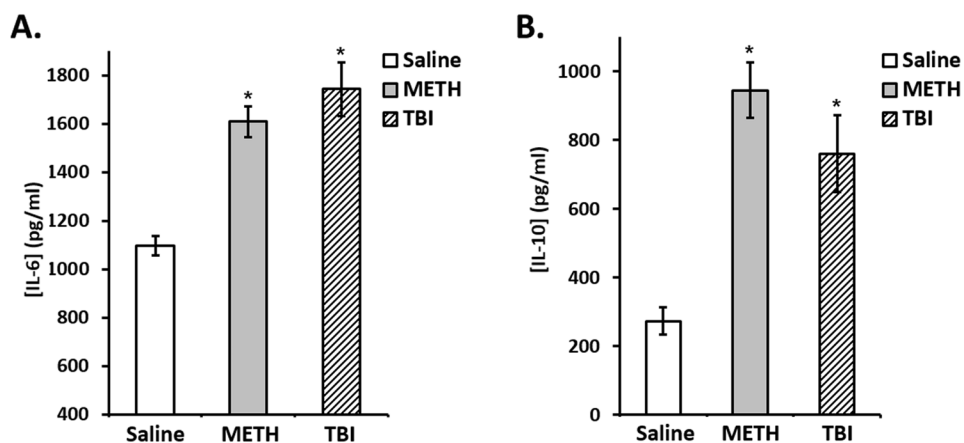 A.
[IL-6] (pg/ml)
1800
1600
1400
1200
1000
800
600
400
*
*
Saline
METH
TBI
Saline
METH
TBI
B.
[IL-10] (pg/ml)
1000
800
600
400
200
0
*
*
Saline
METH
TBI
Saline
METH
TBI